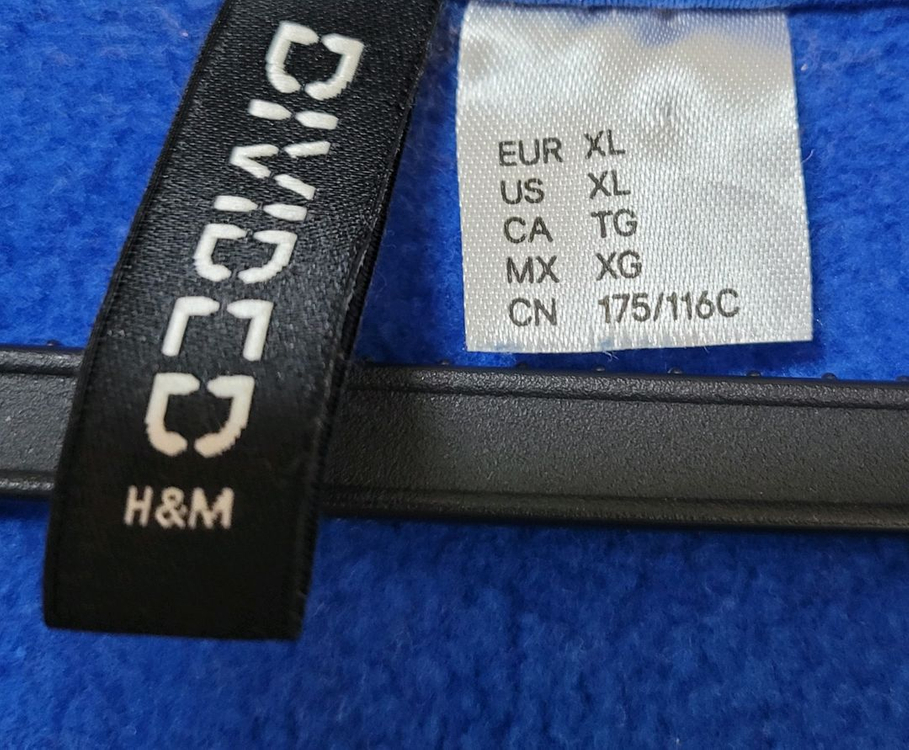 DIVIDED
H&M
EUR XL
US XL
CA TG
MX XG
CN 175/116C